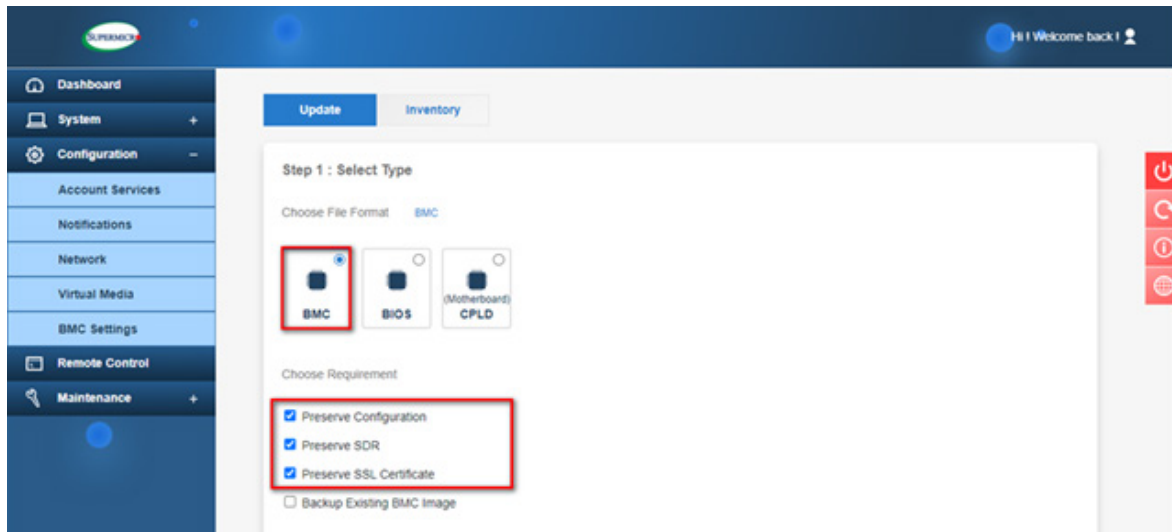 SUPERMICR
Hi ! Welcome back !
Dashboard
System +
Configuration −
Account Services
Notifications
Network
Virtual Media
BMC Settings
Remote Control
Maintenance +
Update Inventory
Step 1 : Select Type
Choose File Format BMC
(Motherboard)
BMC BIOS CPLD
Choose Requirement
Preserve Configuration
Preserve SDR
Preserve SSL Certificate
Backup Existing BMC Image